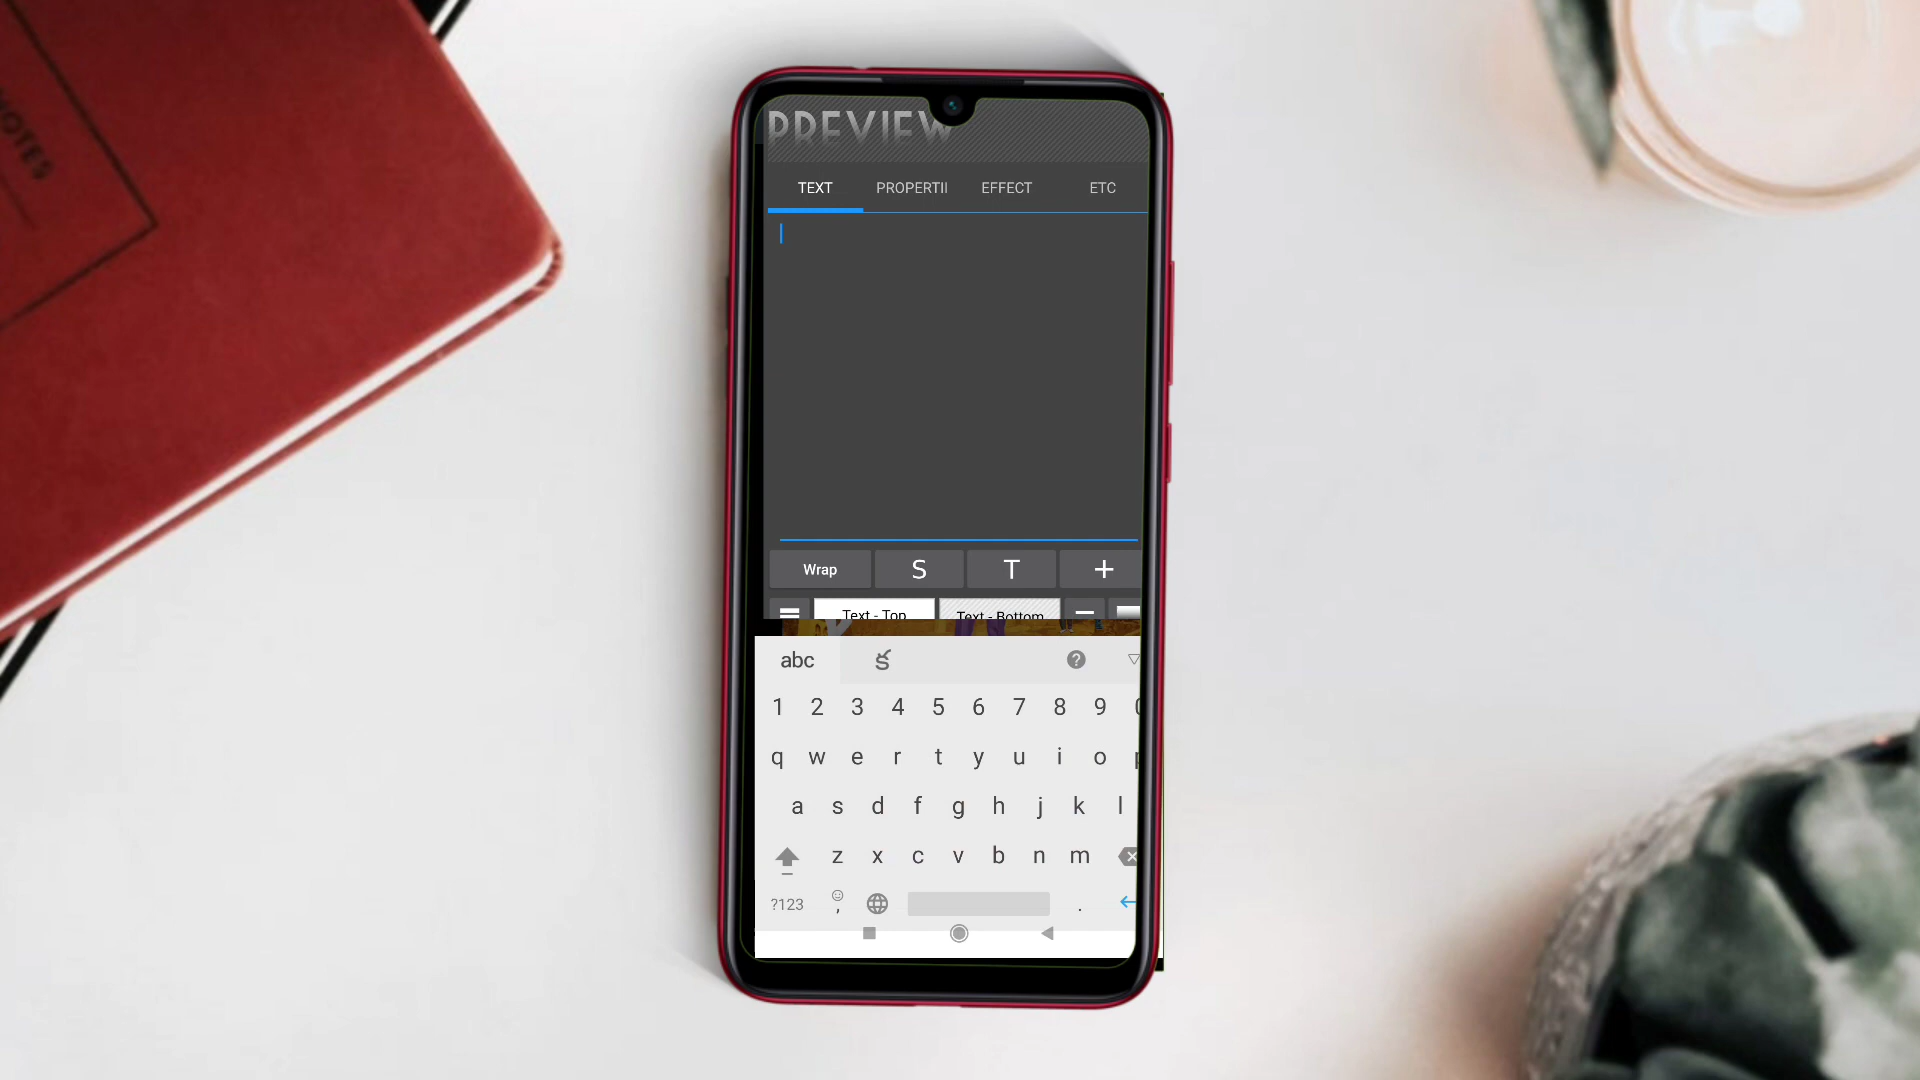 NOTES
PREVIEW
TEXT PROPERTII EFFECT ETC
Wrap S T +
Text - Top Text - Bottom
abc క
1 2 3 4 5 6 7 8 9 0
q w e r t y u i o p
a s d f g h j k l
z x c v b n m
?123 , .